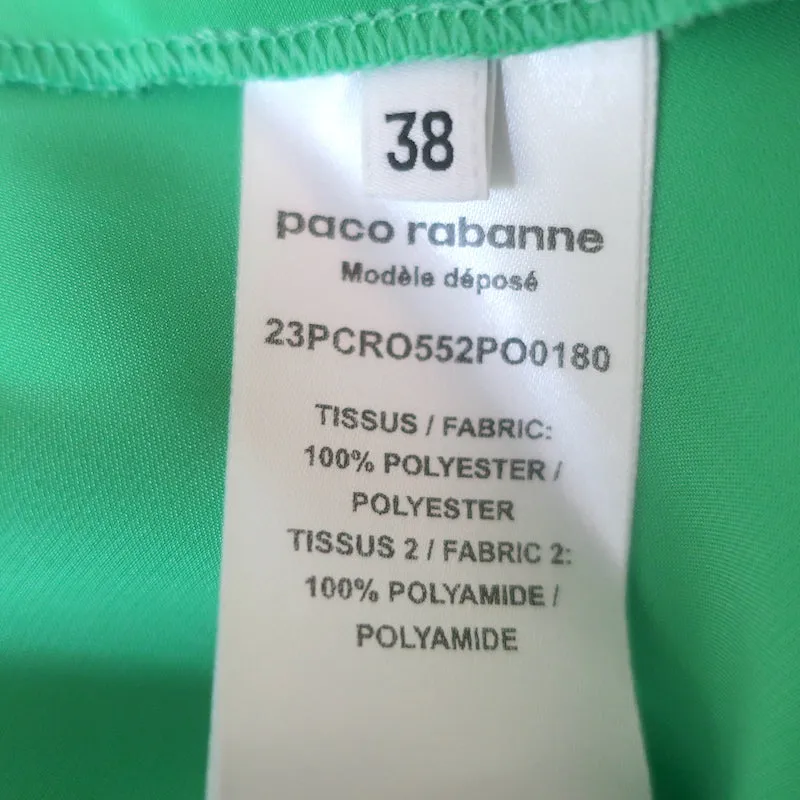 38
paco rabanne
Modèle déposé
23PCRO552PO0180
TISSUS / FABRIC:
100% POLYESTER /
POLYESTER
TISSUS 2 / FABRIC 2:
100% POLYAMIDE /
POLYAMIDE